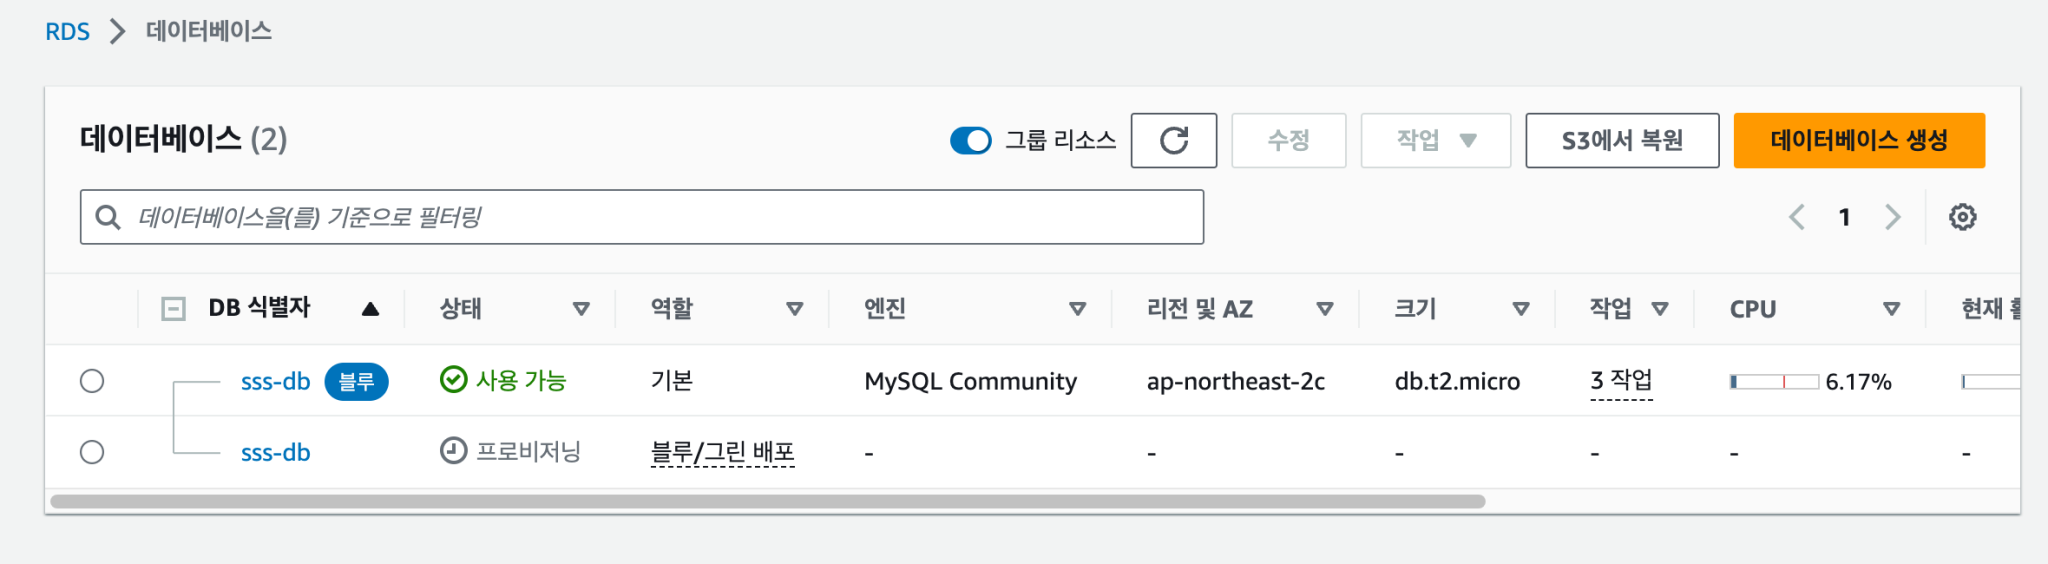 RDS > 데이터베이스
데이터베이스 (2)
그룹 리소스
수정
작업
S3에서 복원
데이터베이스 생성
데이터베이스을(를) 기준으로 필터링
1
DB 식별자 상태 역할 엔진 리전 및 AZ 크기 작업 CPU 현재
sss-db 블루 사용 가능 기본 MySQL Community ap-northeast-2c db.t2.micro 3 작업 6.17%
sss-db 프로비저닝 블루/그린 배포 - - - - - -